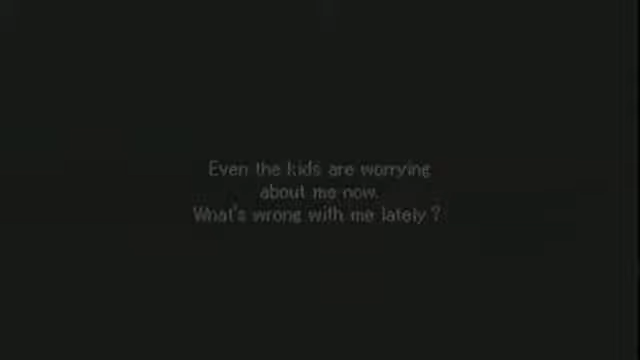 Even the kids are worrying
about me now.
What's wrong with me lately ?